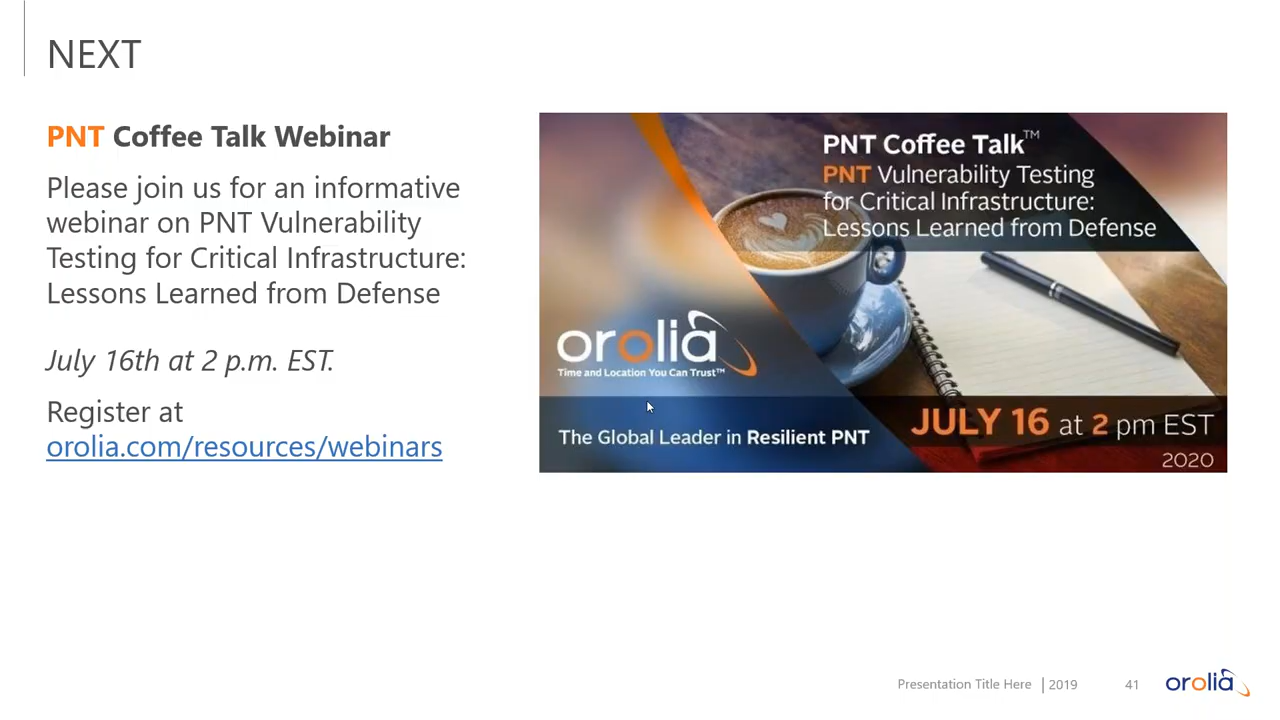 NEXT
PNT Coffee Talk Webinar
Please join us for an informative
webinar on PNT Vulnerability
Testing for Critical Infrastructure:
Lessons Learned from Defense
July 16th at 2 p.m. EST.
Register at
orolia.com/resources/webinars
PNT Coffee Talk™
PNT Vulnerability Testing
for Critical Infrastructure:
Lessons Learned from Defense
orolia
Time and Location You Can Trust™
The Global Leader in Resilient PNT
JULY 16 at 2 pm EST
2020
Presentation Title Here | 2019
41
orolia